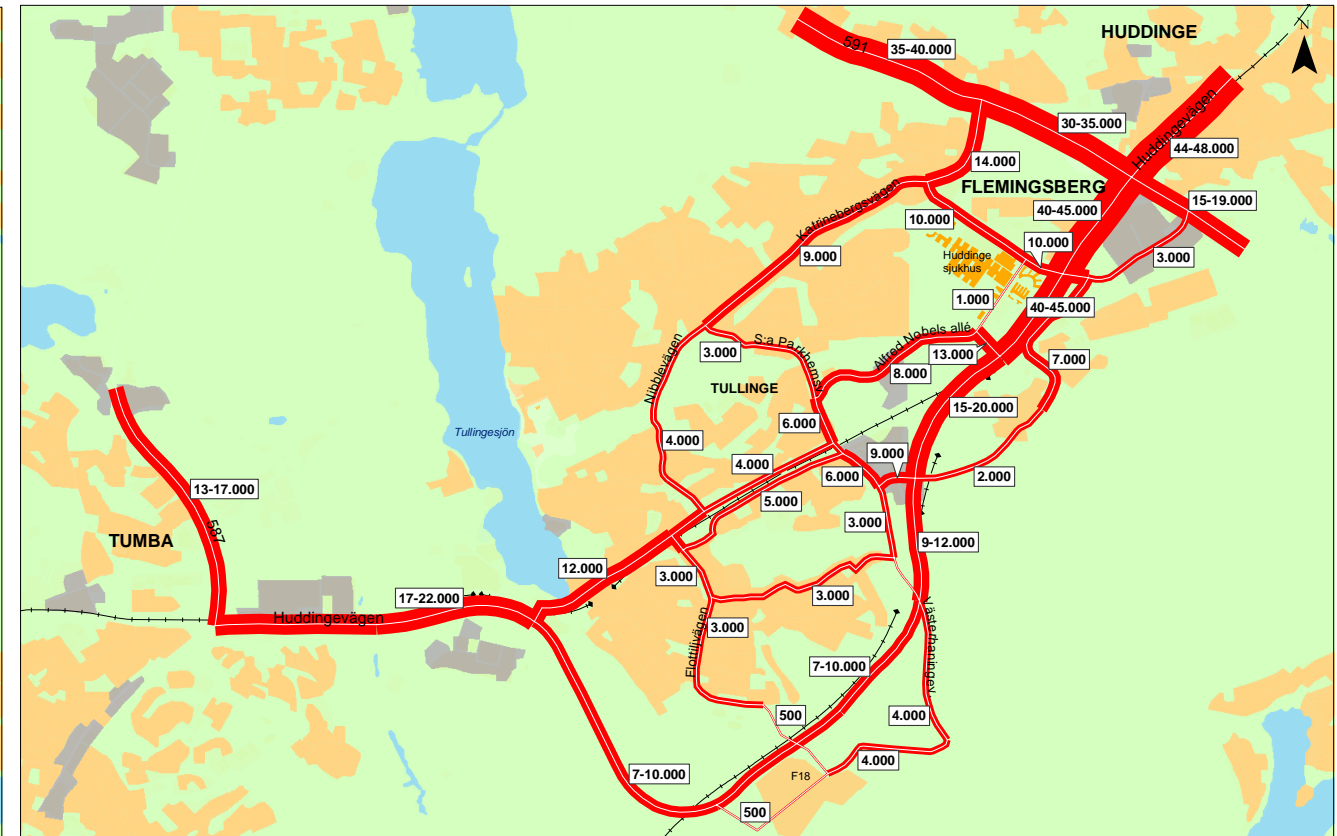 HUDDINGE
N
591
35-40.000
30-35.000
Huddingevägen
44-48.000
14.000
FLEMINGSBERG
15-19.000
Katrinebergsvägen
10.000
40-45.000
10.000
9.000
Huddinge
sjukhus
3.000
1.000
40-45.000
Nibblevägen
3.000
S:a Parkhemsv.
Alfred Nobels allé
13.000
7.000
8.000
TULLINGE
15-20.000
6.000
Tullingesjön
4.000
4.000
9.000
6.000
2.000
5.000
13-17.000
3.000
587
TUMBA
9-12.000
12.000
3.000
17-22.000
3.000
Huddingevägen
Flottiljvägen
3.000
Västerhaningev.
7-10.000
500
4.000
4.000
7-10.000
F18
500